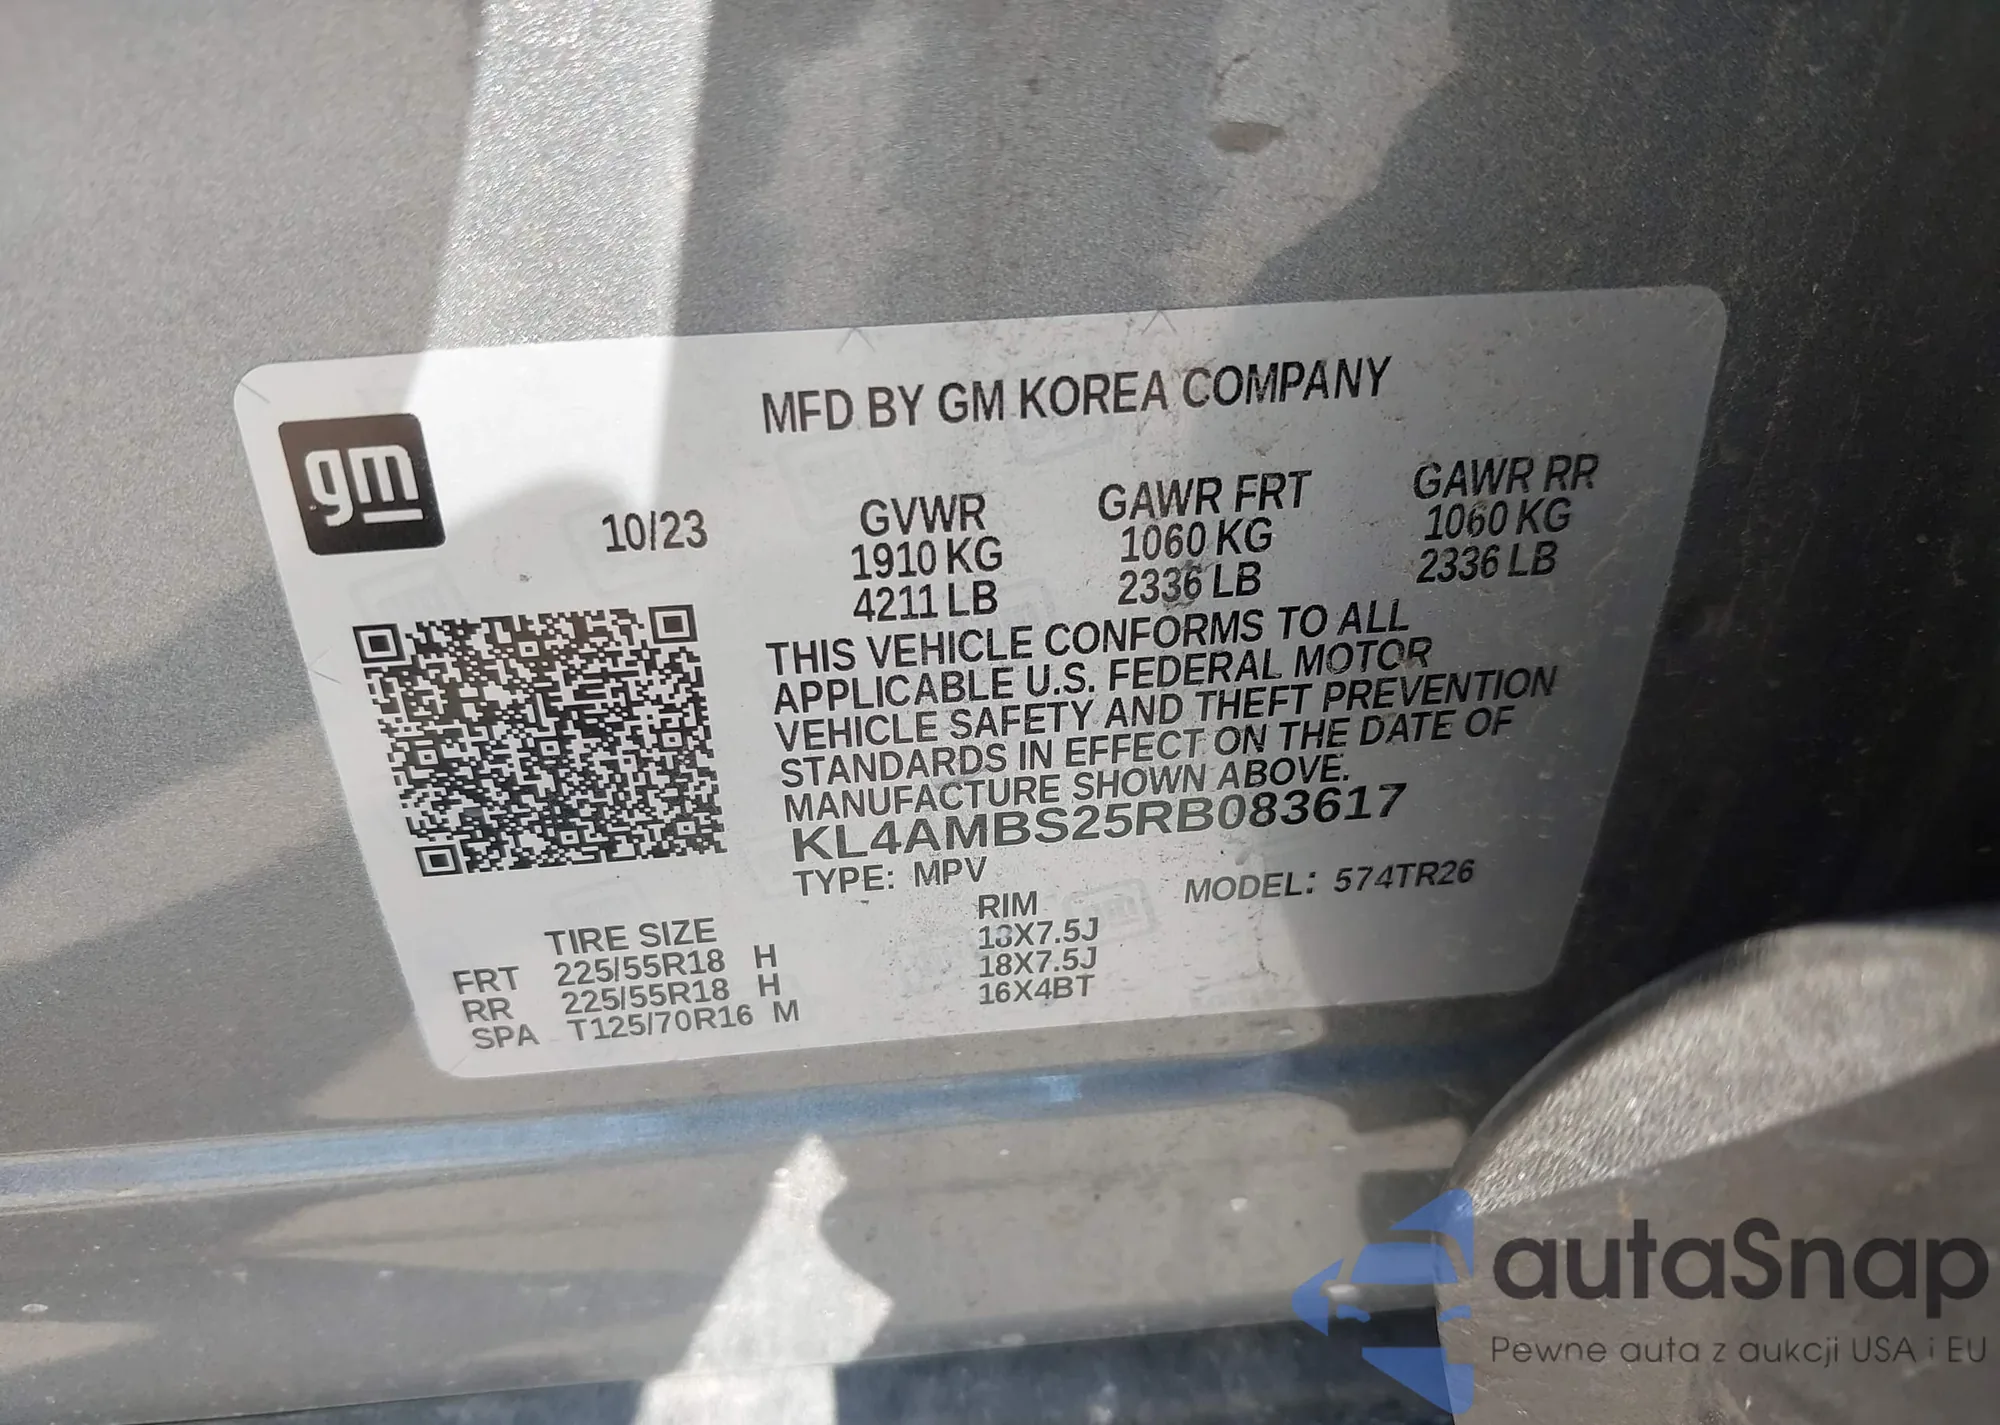 MFD BY GM KOREA COMPANY
gm
10/23
GVWR GAWR FRT GAWR RR
1910 KG 1060 KG 1060 KG
4211 LB 2336 LB 2336 LB
THIS VEHICLE CONFORMS TO ALL
APPLICABLE U.S. FEDERAL MOTOR
VEHICLE SAFETY AND THEFT PREVENTION
STANDARDS IN EFFECT ON THE DATE OF
MANUFACTURE SHOWN ABOVE.
KL4AMBS25RB083617
TYPE: MPV MODEL: 574TR26
TIRE SIZE RIM
FRT 225/55R18 H 18X7.5J
RR 225/55R18 H 18X7.5J
SPA T125/70R16 M 16X4BT
autaSnap
Pewne auta z aukcji USA i EU